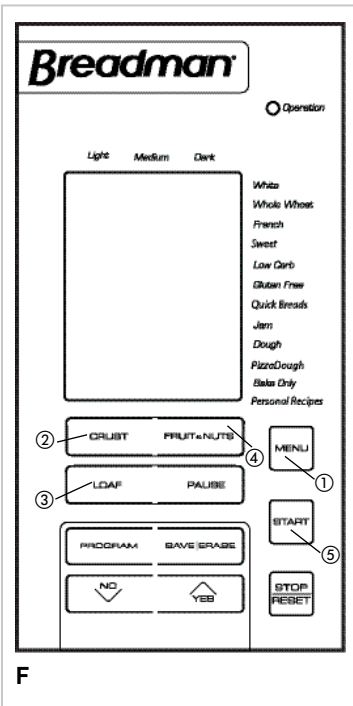 Breadman
Operation
Light Medium Dark
White
Whole Wheat
French
Sweet
Low Carb
Gluten Free
Quick Breads
Jam
Dough
PizzaDough
Bake Only
Personal Recipes
② CRUST FRUIT & NUTS ④
MENU
①
③ LOAF PAUSE
START
⑤
PROGRAM SAVE/ERASE
NO YES
STOP
RESET
F